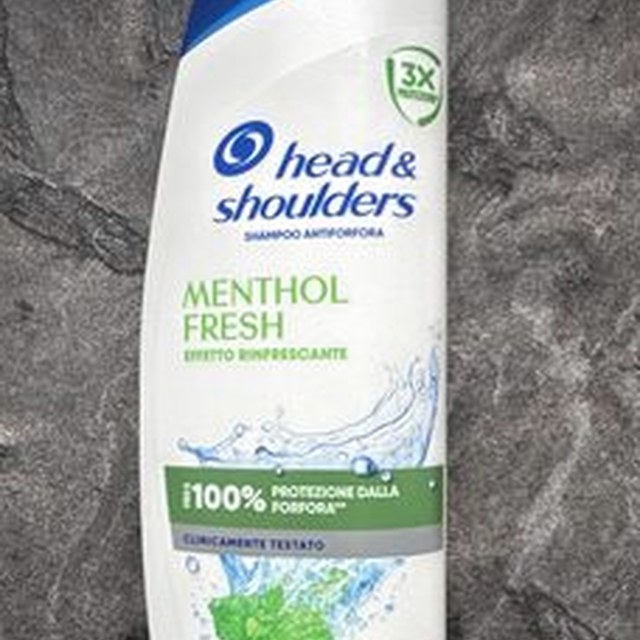 3X
head &
shoulders
SHAMPOO ANTIFORFORA
MENTHOL
FRESH
EFFETTO RINFRESCANTE
100% PROTEZIONE DALLA
FORFORA**
CLINICAMENTE TESTATO